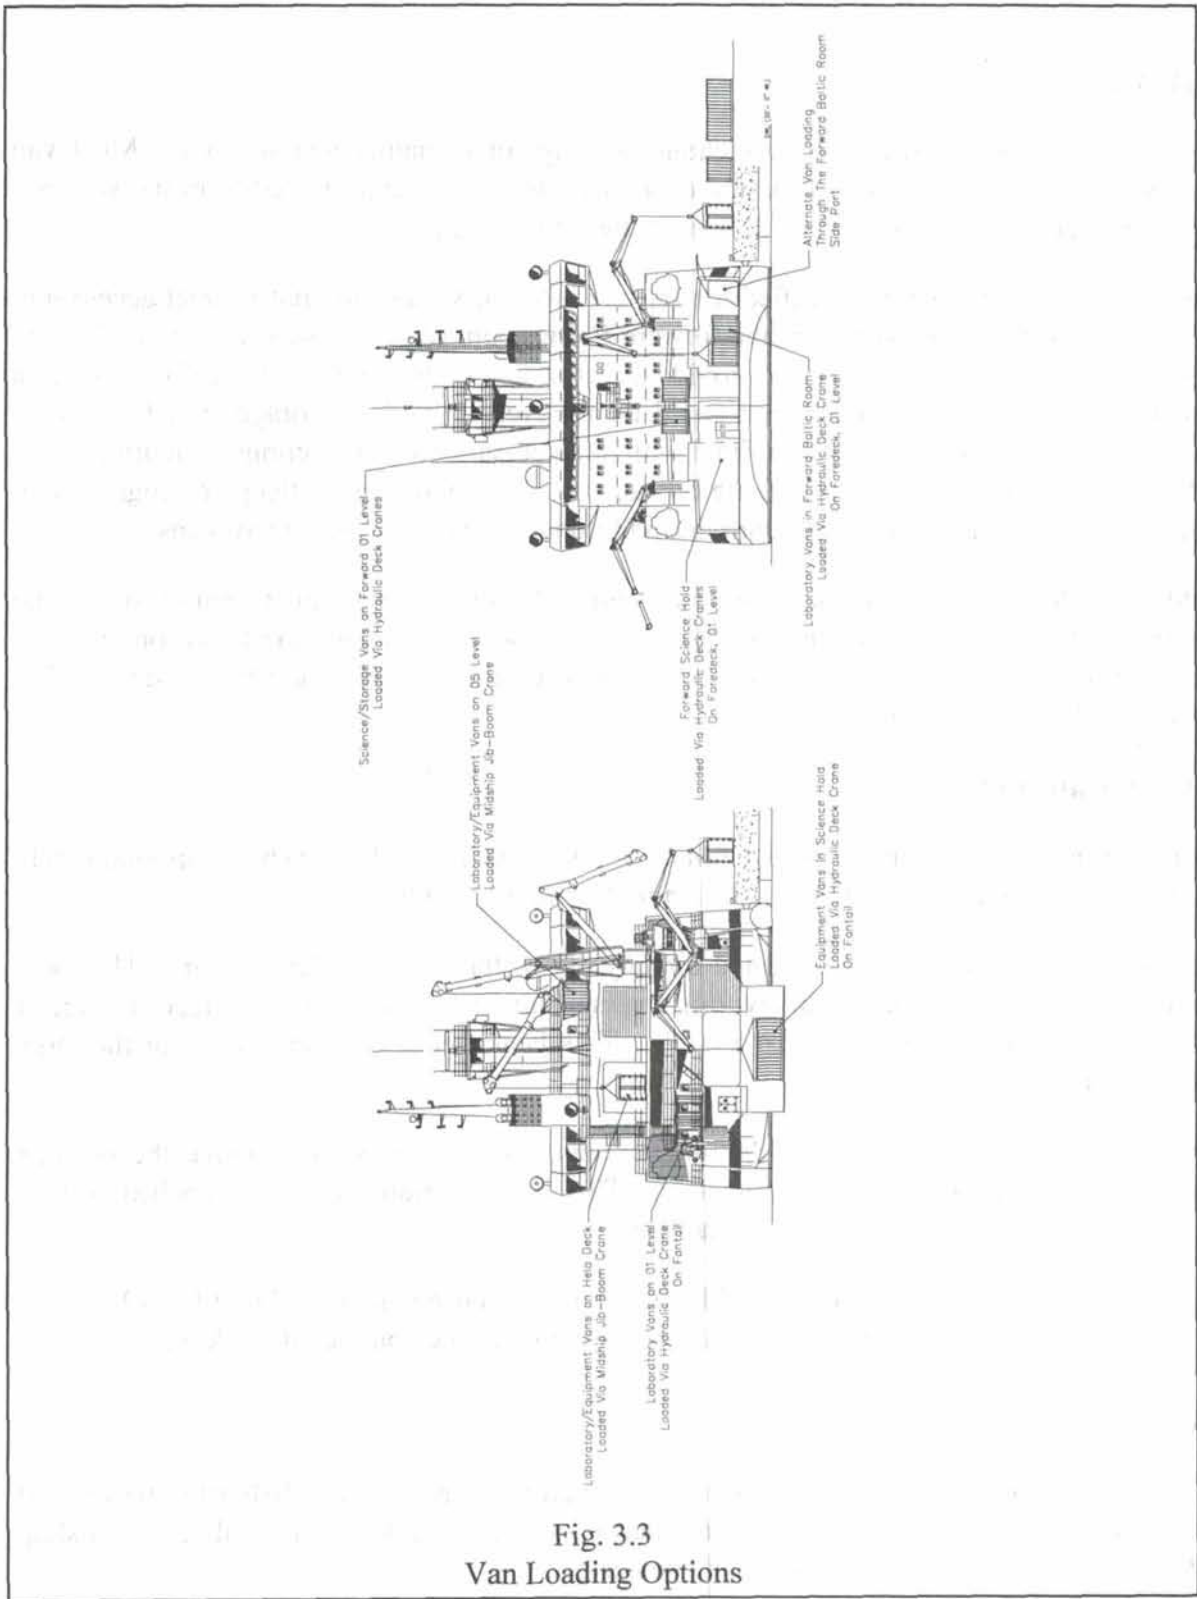 Science/Storage Vans on Forward 01 Level
Loaded Via Hydraulic Deck Cranes
Laboratory/Equipment Vans on 05 Level
Loaded Via Midship Jib-Boom Crane
Laboratory/Equipment Vans on Helo Deck
Loaded Via Midship Jib-Boom Crane
Laboratory Vans on 01 Level
Loaded Via Hydraulic Deck Crane
On Fantail
Equipment Vans in Science Hold
Loaded Via Hydraulic Deck Crane
On Fantail
Forward Science Hold
Loaded Via Hydraulic Deck Cranes
On Foredeck, 01 Level
Laboratory Vans in Forward Baltic Room
Loaded Via Hydraulic Deck Crane
On Foredeck, 01 Level
Alternate Van Loading
Through The Forward Baltic Room
Side Port
Fig. 3.3
Van Loading Options